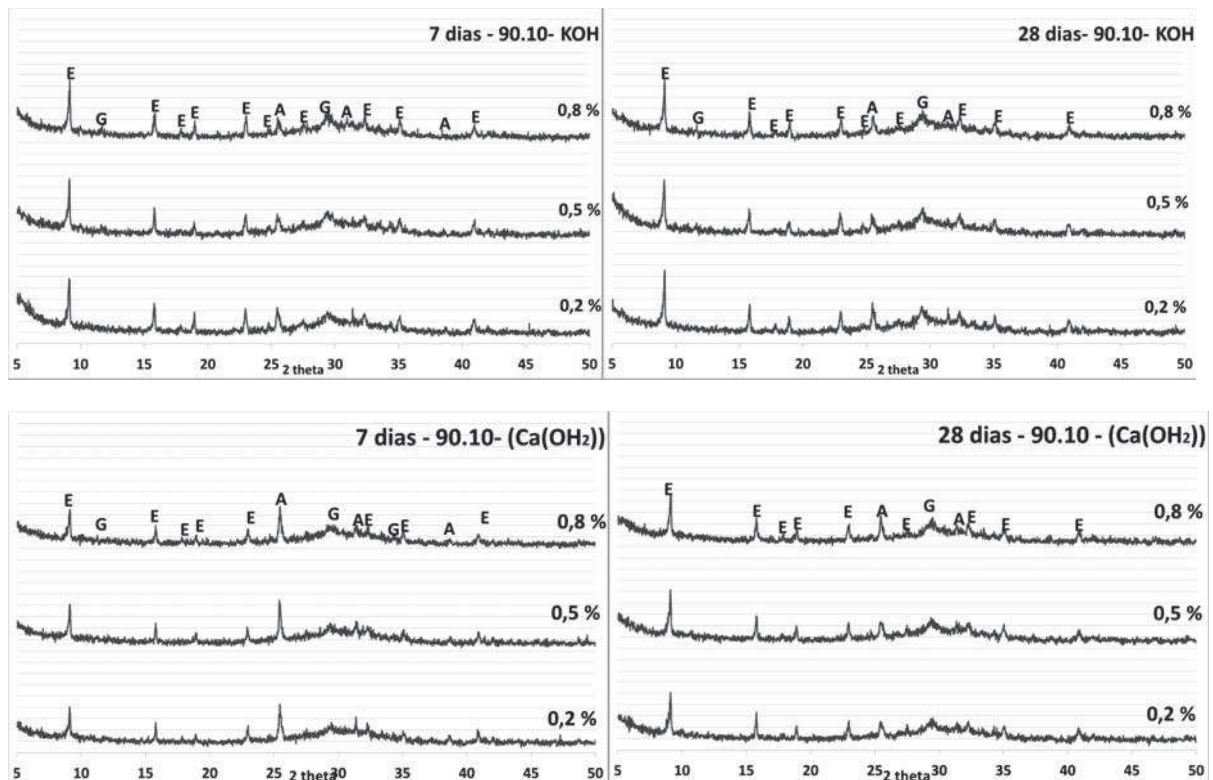 7 dias - 90.10- KOH
E
G
E
E
E
E
E
A
E
G
A
E
E
A
E
0,8 %
0,5 %
0,2 %
5 10 15 20 25 30 35 40 45 50
2 theta
28 dias- 90.10- KOH
E
G
E
E
E
E
E
A
E
G
A
E
E
E
0,8 %
0,5 %
0,2 %
5 10 15 20 25 30 35 40 45 50
2 theta
7 dias - 90.10- (Ca(OH₂))
E
G
E
E
E
E
A
G
A
E
G
E
A
E
0,8 %
0,5 %
0,2 %
5 10 15 20 25 30 35 40 45 50
2 theta
28 dias - 90.10 - (Ca(OH₂))
E
E
E
E
E
A
E
G
A
E
E
E
0,8 %
0,5 %
0,2 %
5 10 15 20 25 30 35 40 45 50
2 theta